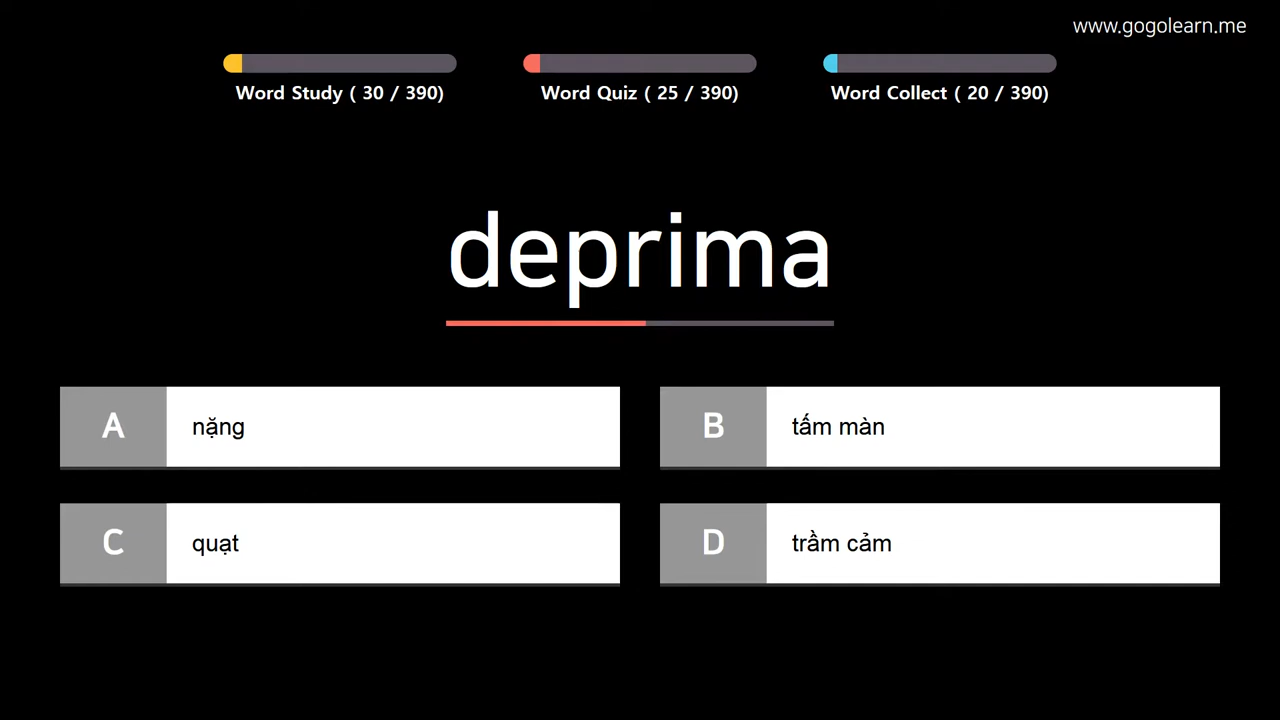 www.gogolearn.me
Word Study ( 30 / 390)
Word Quiz ( 25 / 390)
Word Collect ( 20 / 390)
deprima
A nặng
B tấm màn
C quạt
D trầm cảm